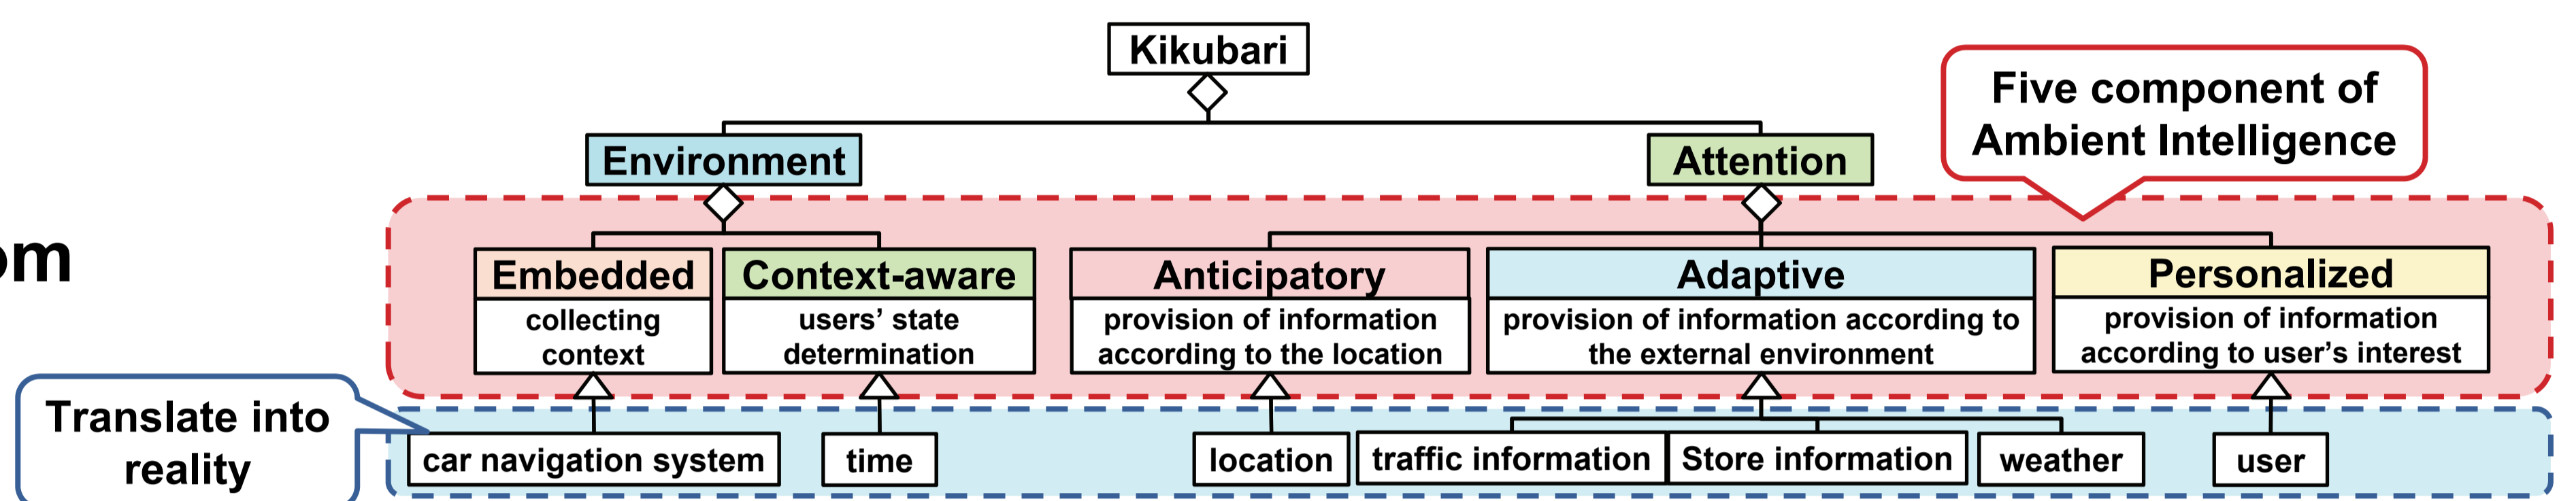 Kikubari
Five component of
Ambient Intelligence
Environment
Attention
om
Embedded
collecting
context
Context-aware
users’ state
determination
Anticipatory
provision of information
according to the location
Adaptive
provision of information according to
the external environment
Personalized
provision of information
according to user’s interest
Translate into
reality
car navigation system
time
location
traffic information
Store information
weather
user